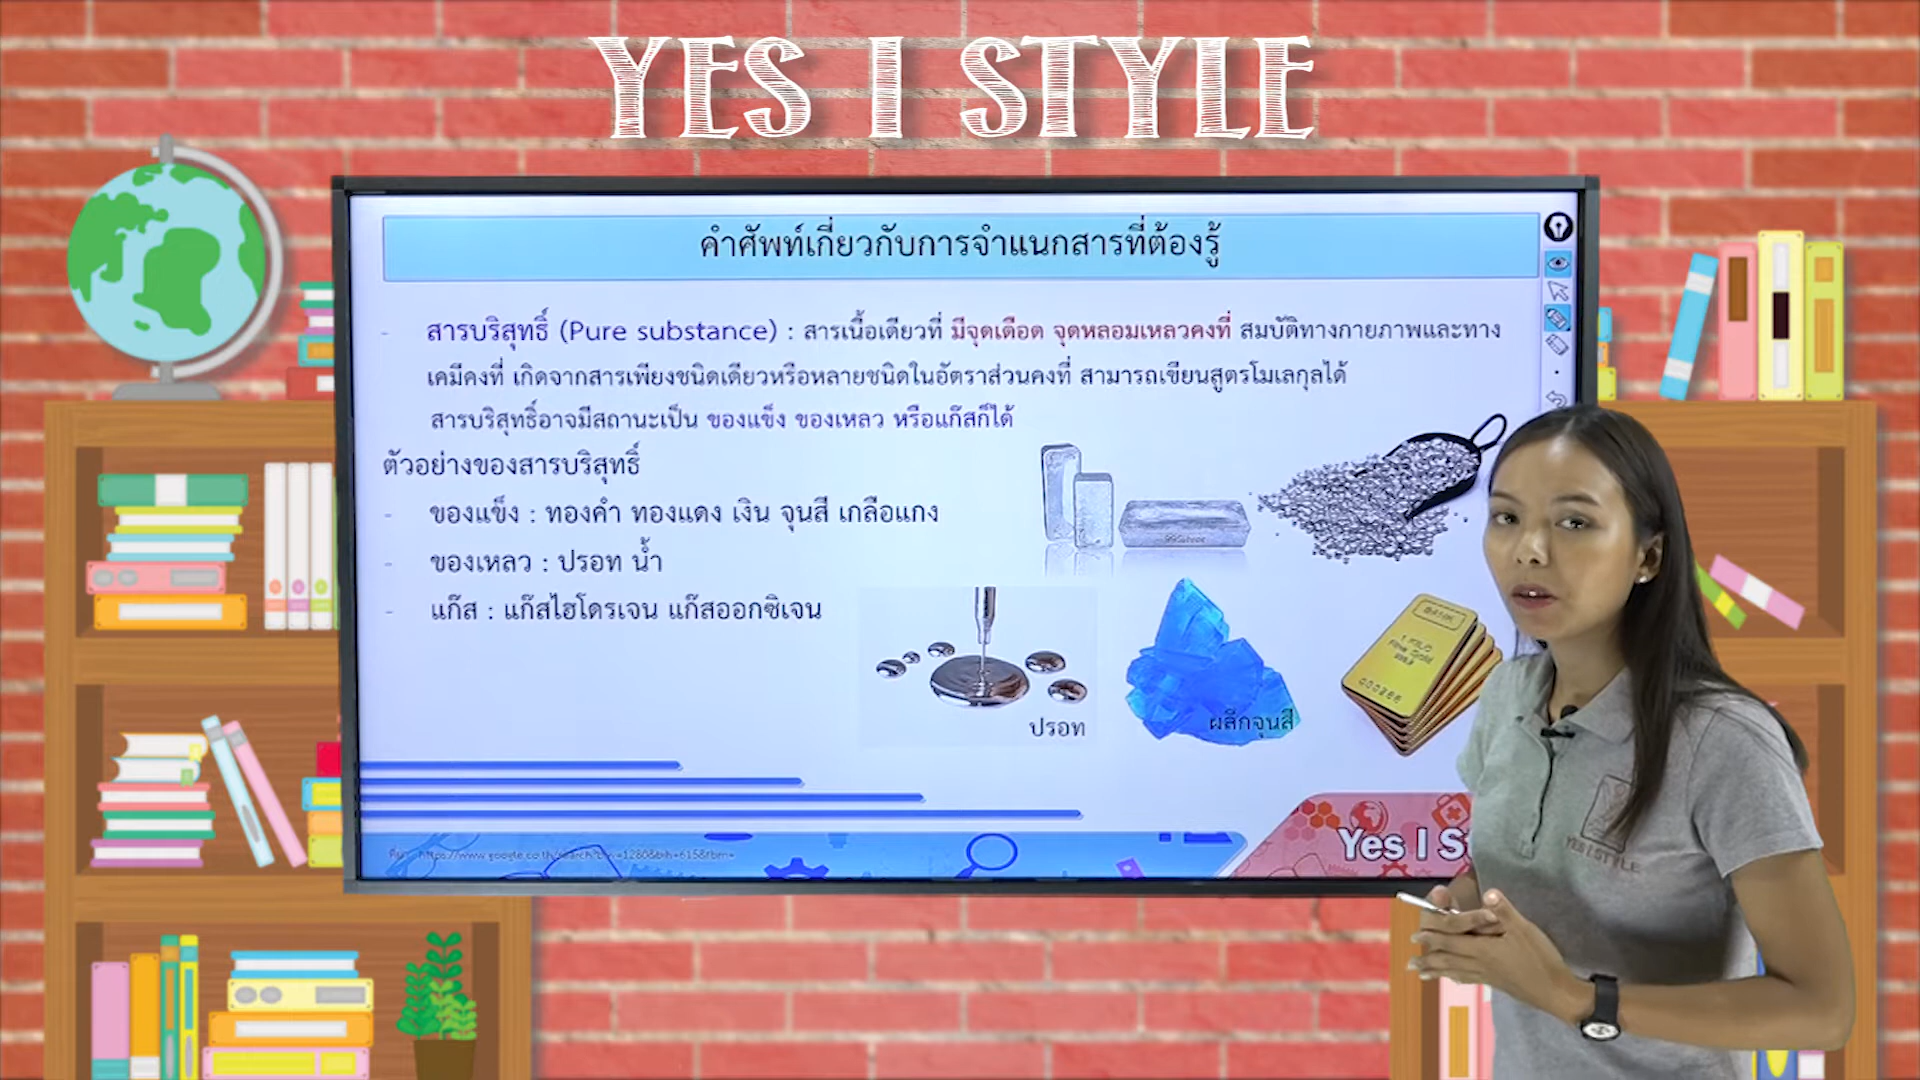 YES I STYLE
คำศัพท์เกี่ยวกับการจำแนกสารที่ต้องรู้
- สารบริสุทธิ์ (Pure substance) : สารเนื้อเดียวที่ มีจุดเดือด จุดหลอมเหลวคงที่ สมบัติทางกายภาพและทาง
เคมีคงที่ เกิดจากสารเพียงชนิดเดียวหรือหลายชนิดในอัตราส่วนคงที่ สามารถเขียนสูตรโมเลกุลได้
สารบริสุทธิ์อาจมีสถานะเป็น ของแข็ง ของเหลว หรือแก๊สก็ได้
ตัวอย่างของสารบริสุทธิ์
- ของแข็ง : ทองคำ ทองแดง เงิน จุนสี เกลือแกง
- ของเหลว : ปรอท น้ำ
- แก๊ส : แก๊สไฮโดรเจน แก๊สออกซิเจน
ปรอท
ผลึกจุนสี
Yes I S
YES I STYLE